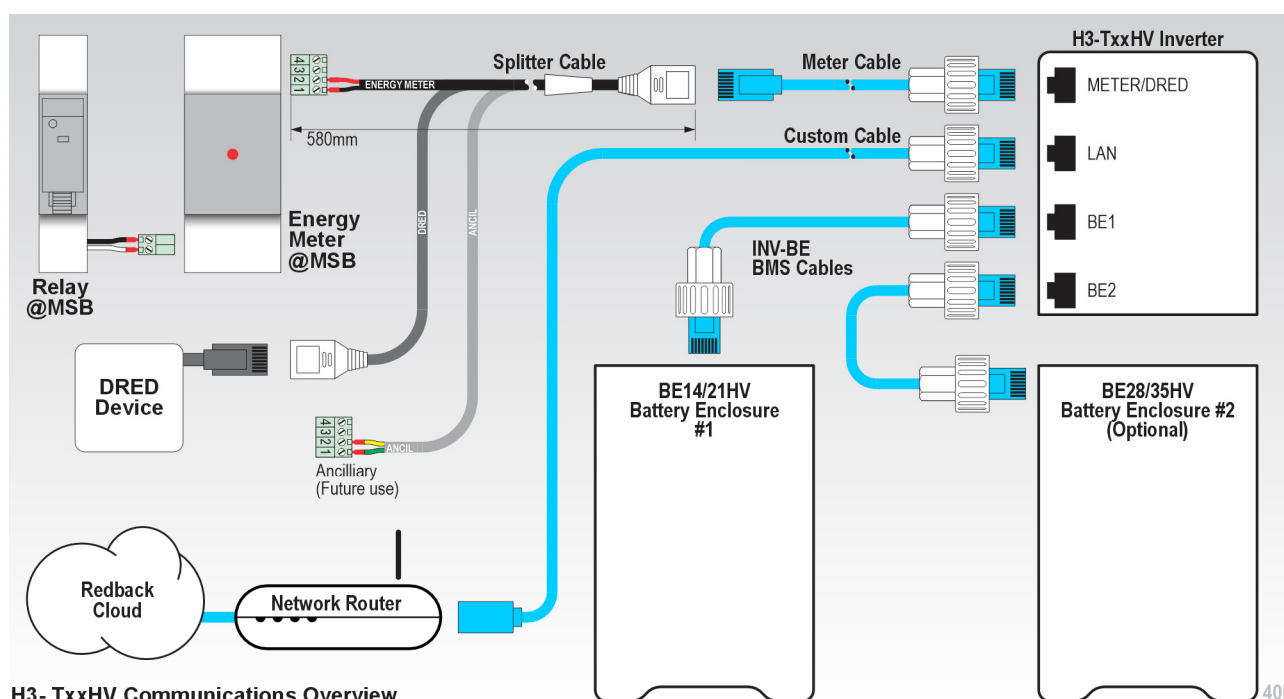 H3-TxxHV Inverter
Splitter Cable
Meter Cable
4
3
2
1
ENERGY METER
METER/DRED
580mm
Custom Cable
LAN
DRED
ANCIL
Energy
Meter
@MSB
BE1
INV-BE
BMS Cables
Relay
@MSB
BE2
DRED
Device
BE14/21HV
Battery Enclosure
#1
BE28/35HV
Battery Enclosure #2
(Optional)
4
3
2
1
ANCIL
Ancilliary
(Future use)
Redback
Cloud
Network Router
H3- TxxHV Communications Overview
40